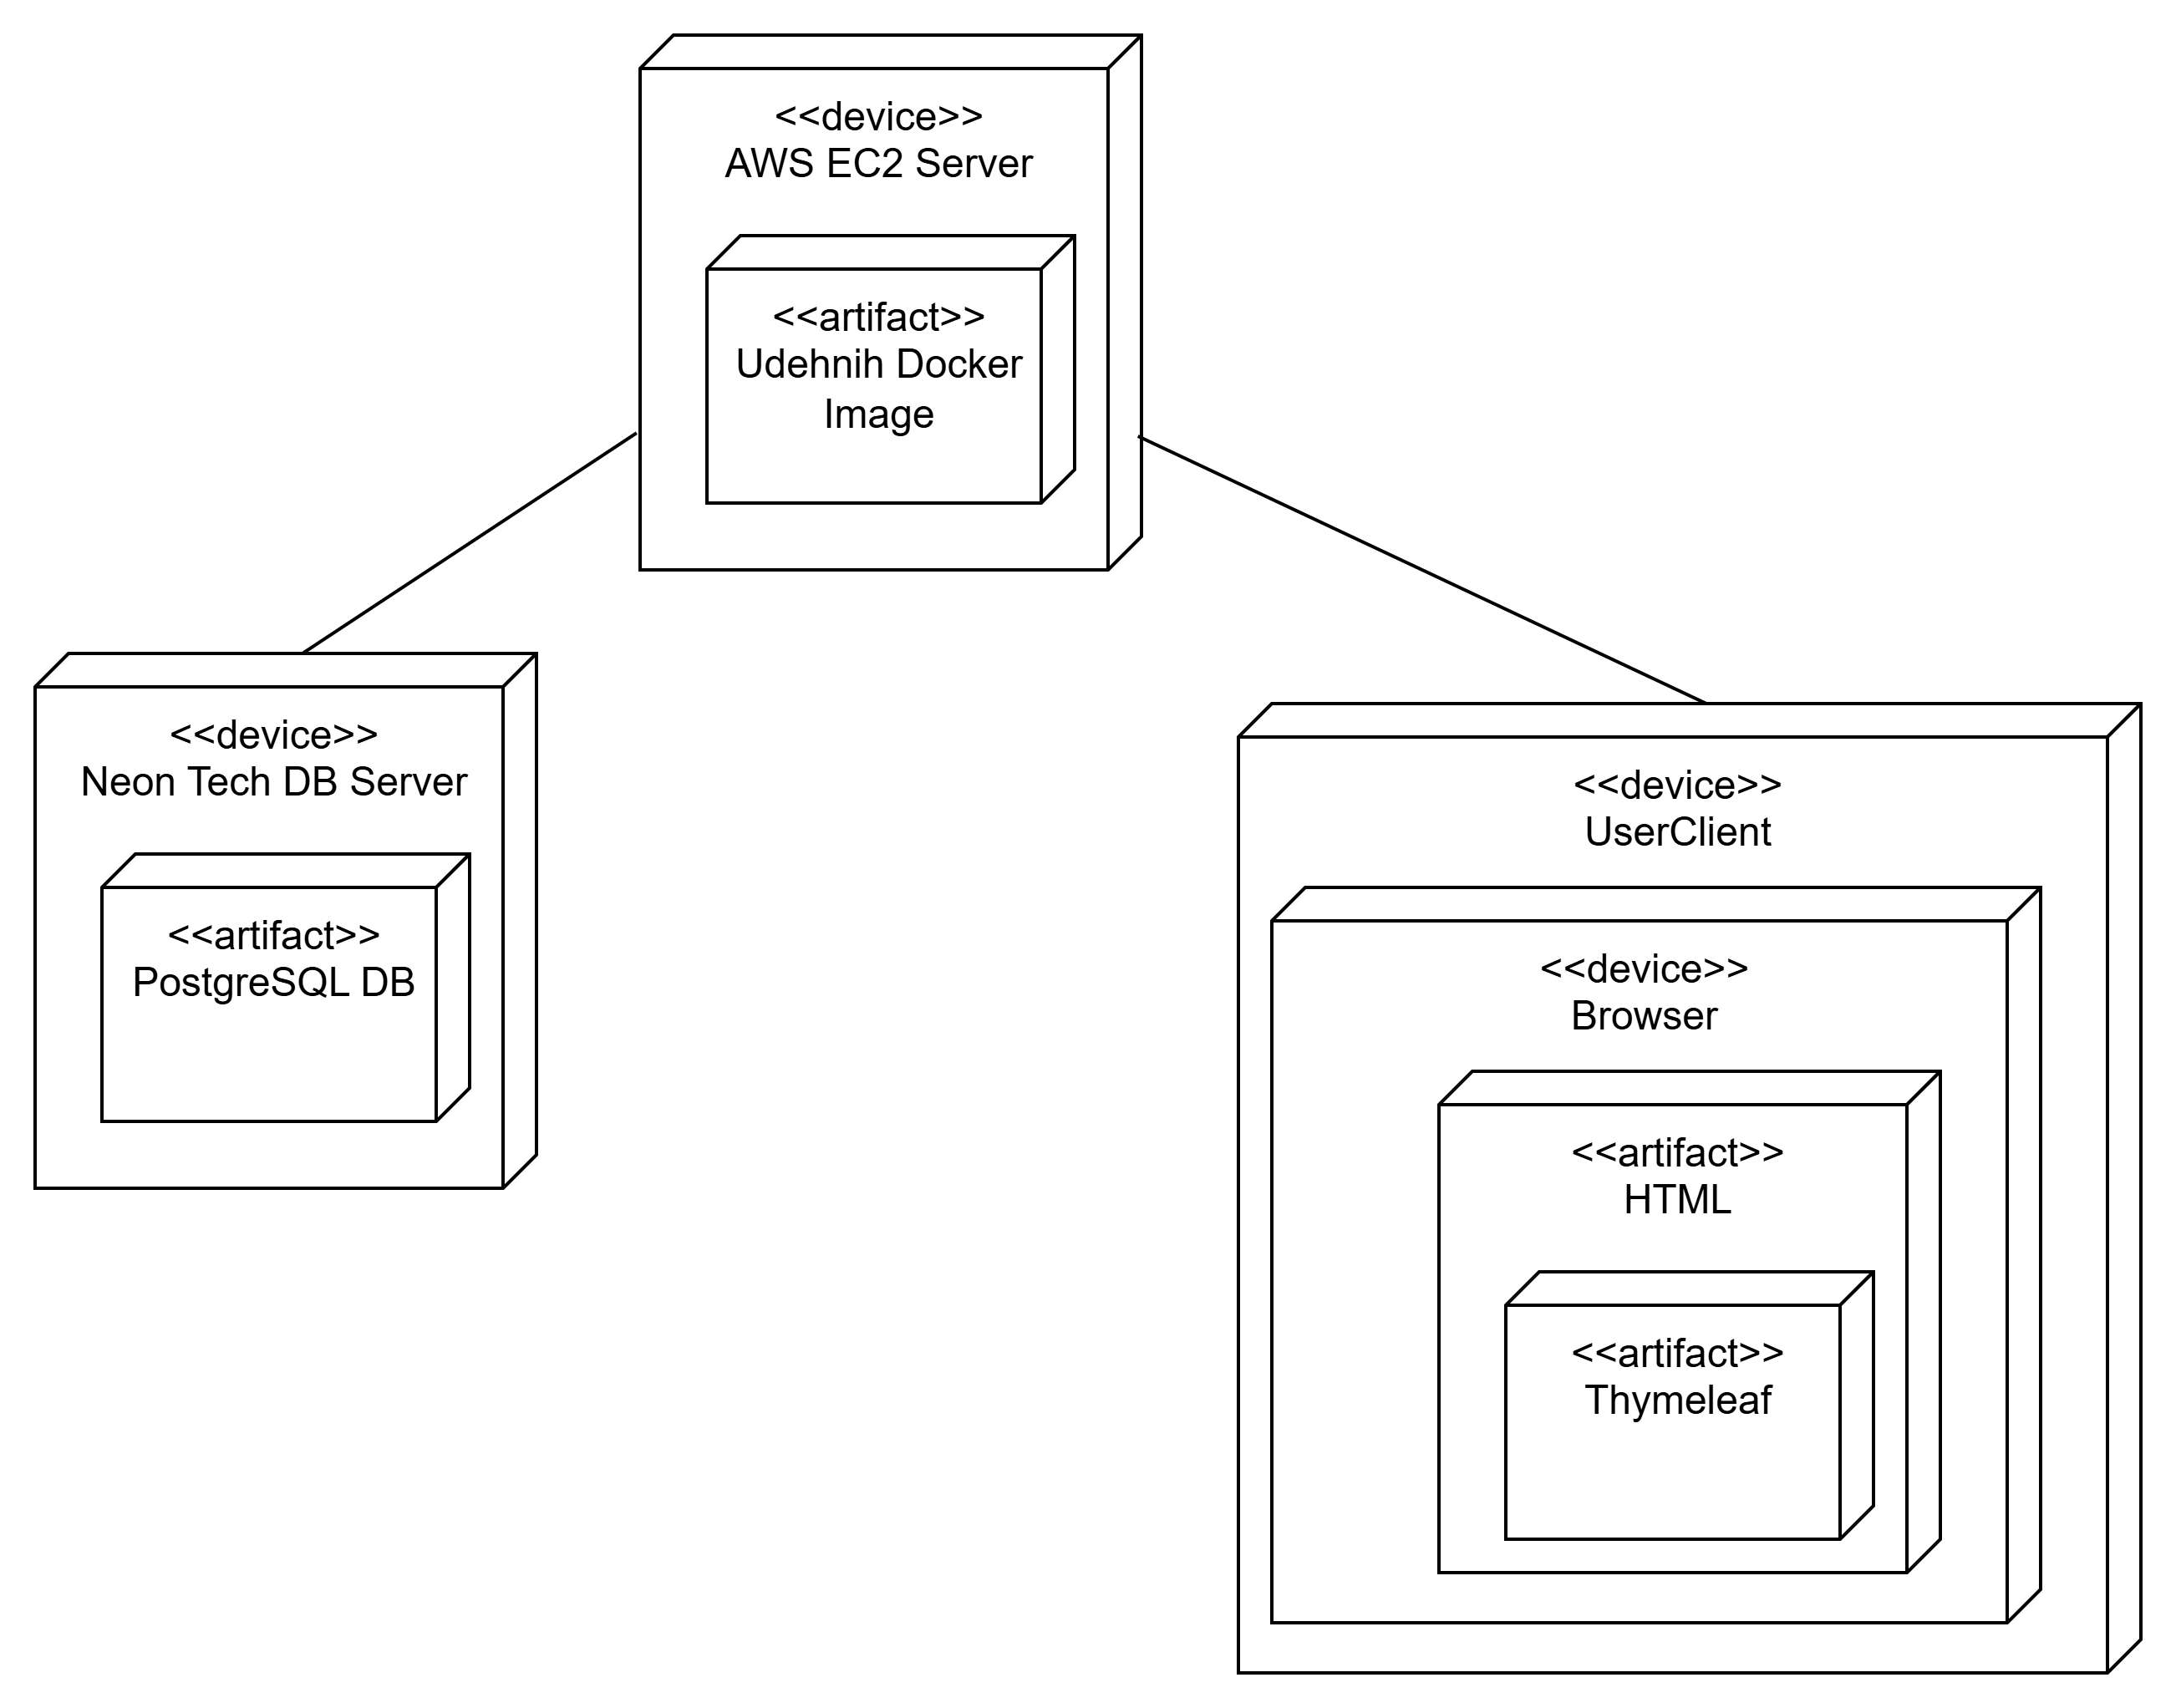 <<device>>
AWS EC2 Server
<<artifact>>
Udehnih Docker
Image
<<device>>
Neon Tech DB Server
<<artifact>>
PostgreSQL DB
<<device>>
UserClient
<<device>>
Browser
<<artifact>>
HTML
<<artifact>>
Thymeleaf